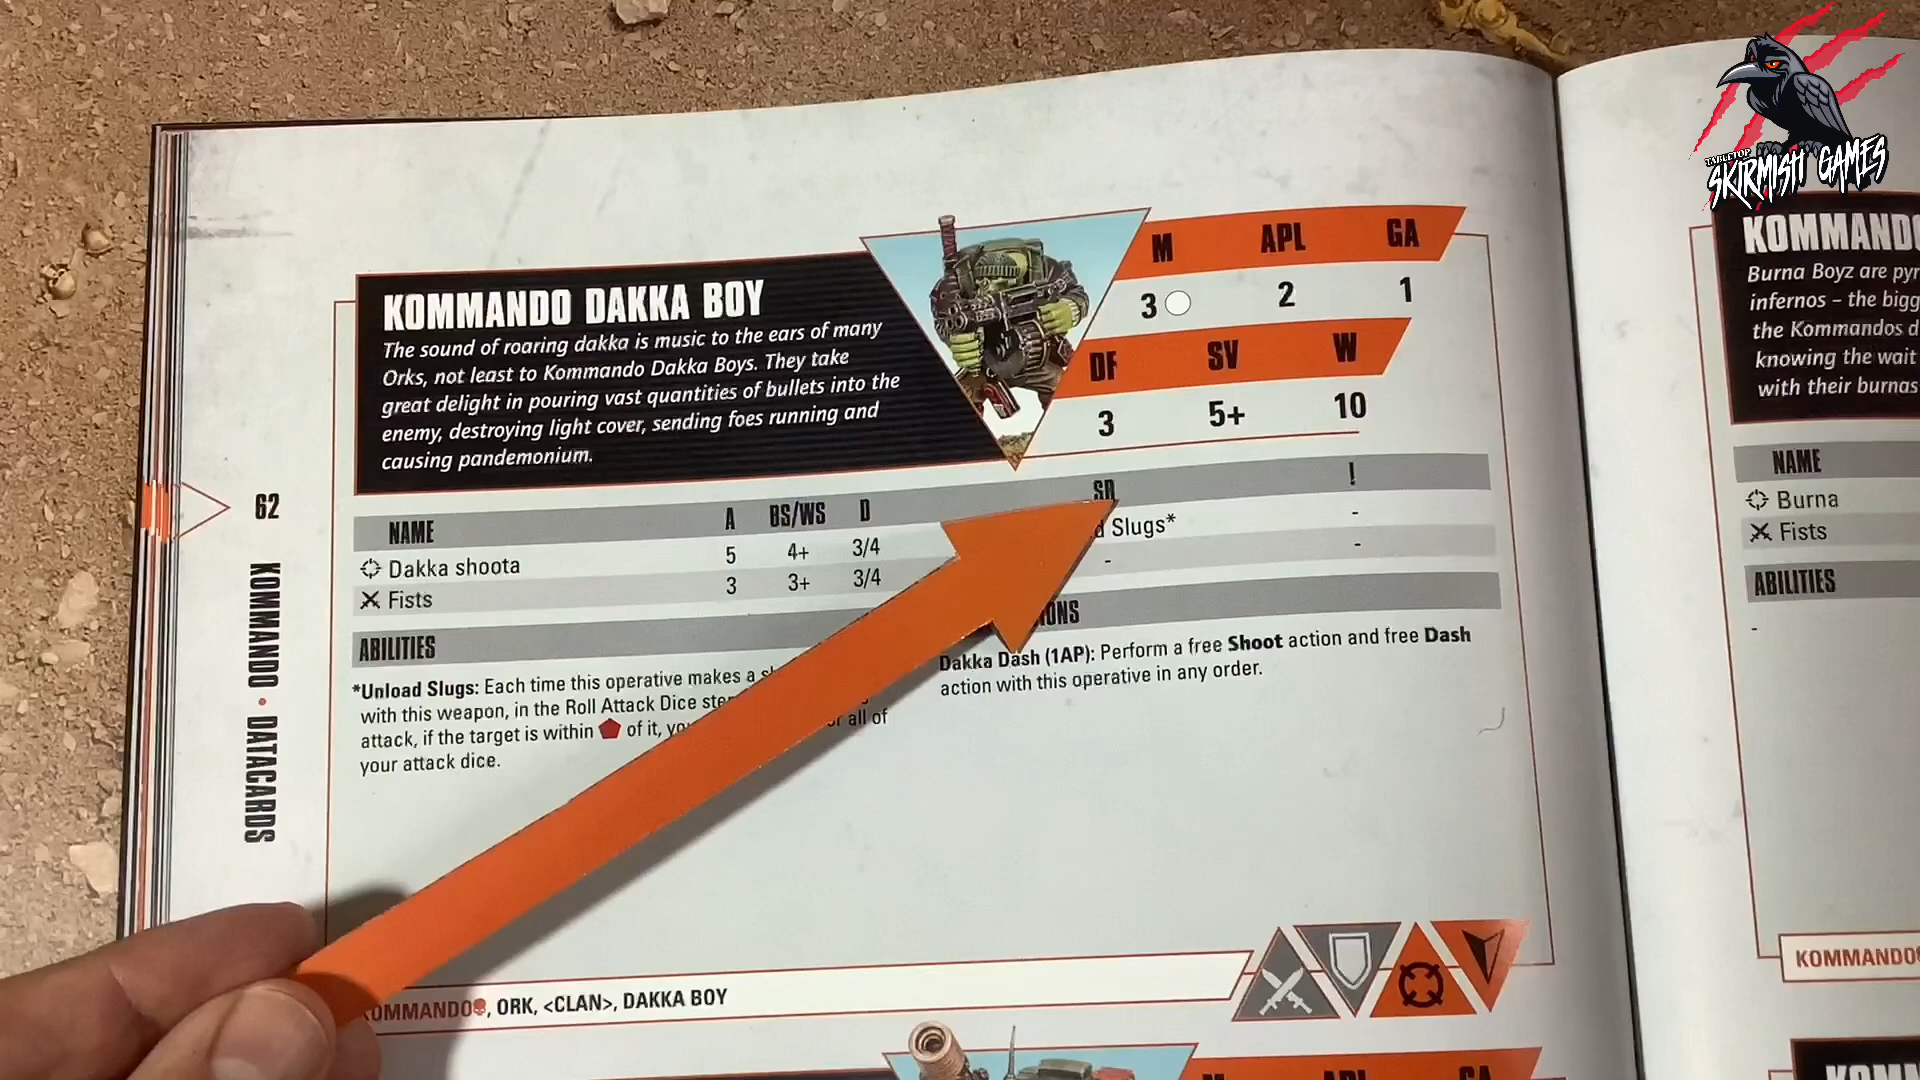 TABLETOP
SKIRMISH GAMES
KOMMANDO DAKKA BOY
The sound of roaring dakka is music to the ears of many
Orks, not least to Kommando Dakka Boys. They take
great delight in pouring vast quantities of bullets into the
enemy, destroying light cover, sending foes running and
causing pandemonium.
M APL GA
3 2 1
DF SV W
3 5+ 10
NAME A BS/WS D SR !
Dakka shoota 5 4+ 3/4 Slugs* -
Fists 3 3+ 3/4 - -
ABILITIES
*Unload Slugs: Each time this operative makes a
with this weapon, in the Roll Attack Dice
attack, if the target is within of it,
all of
your attack dice.
Dakka Dash (1AP): Perform a free Shoot action and free Dash
action with this operative in any order.
KOMMANDO, ORK, <CLAN>, DAKKA BOY
62
KOMMANDO • DATACARDS
M APL GA
Burna Boyz are
infernos – the
the Kommandos
knowing the wait
with their burnas
NAME
Burna
Fists
ABILITIES
-
KOMMANDO